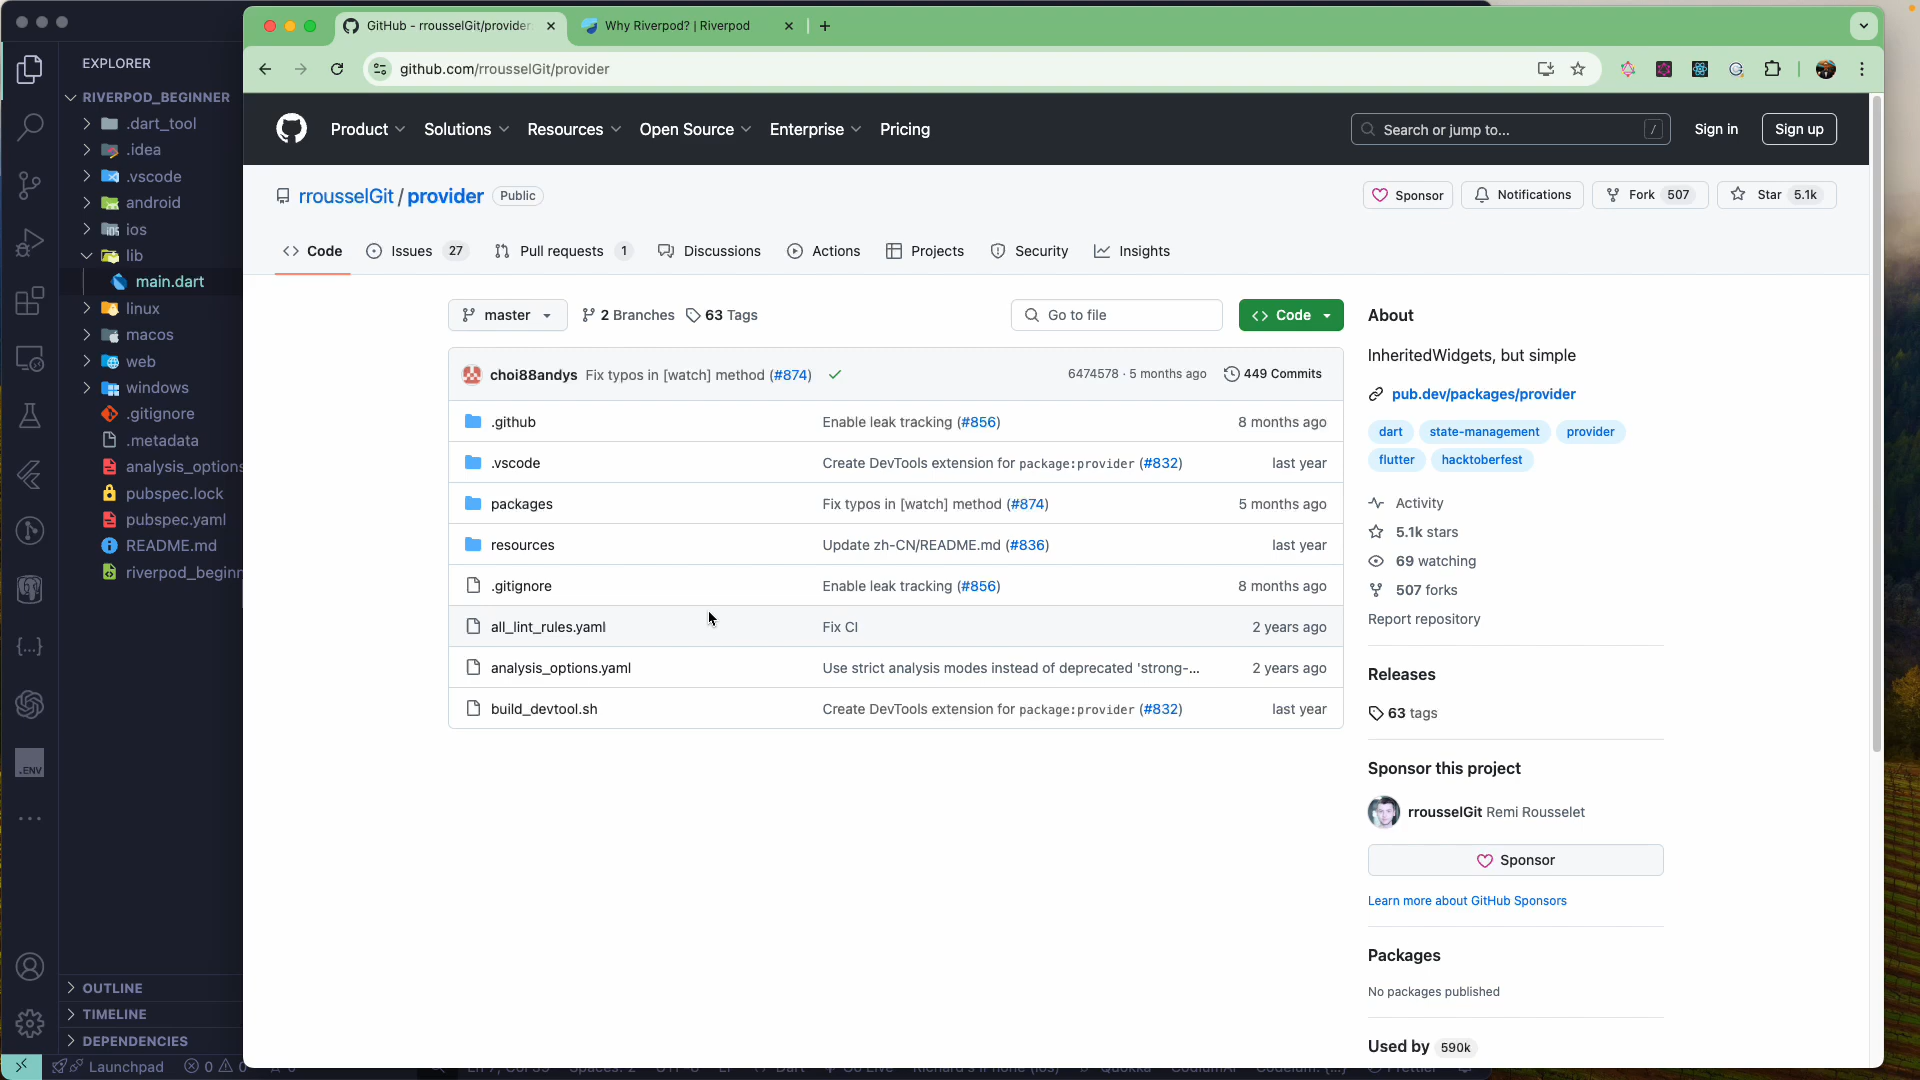 EXPLORER
RIVERPOD_BEGINNER
.dart_tool
.idea
.vscode
android
ios
lib
main.dart
linux
macos
web
windows
.gitignore
.metadata
analysis_options
pubspec.lock
pubspec.yaml
README.md
riverpod_beginn
OUTLINE
TIMELINE
DEPENDENCIES
Launchpad 0 0
GitHub - rrousselGit/provider
Why Riverpod? | Riverpod
github.com/rrousselGit/provider
Product Solutions Resources Open Source Enterprise Pricing
Search or jump to... /
Sign in
Sign up
rrousselGit / provider Public
Sponsor Notifications Fork 507 Star 5.1k
Code Issues 27 Pull requests 1 Discussions Actions Projects Security Insights
master 2 Branches 63 Tags Go to file Code
choi88andys Fix typos in [watch] method (#874) 6474578 · 5 months ago 449 Commits
.github Enable leak tracking (#856) 8 months ago
.vscode Create DevTools extension for package:provider (#832) last year
packages Fix typos in [watch] method (#874) 5 months ago
resources Update zh-CN/README.md (#836) last year
.gitignore Enable leak tracking (#856) 8 months ago
all_lint_rules.yaml Fix CI 2 years ago
analysis_options.yaml Use strict analysis modes instead of deprecated 'strong-... 2 years ago
build_devtool.sh Create DevTools extension for package:provider (#832) last year
About
InheritedWidgets, but simple
pub.dev/packages/provider
dart state-management provider
flutter hacktoberfest
Activity
5.1k stars
69 watching
507 forks
Report repository
Releases
63 tags
Sponsor this project
rrousselGit Remi Rousselet
Sponsor
Learn more about GitHub Sponsors
Packages
No packages published
Used by 590k
.ENV